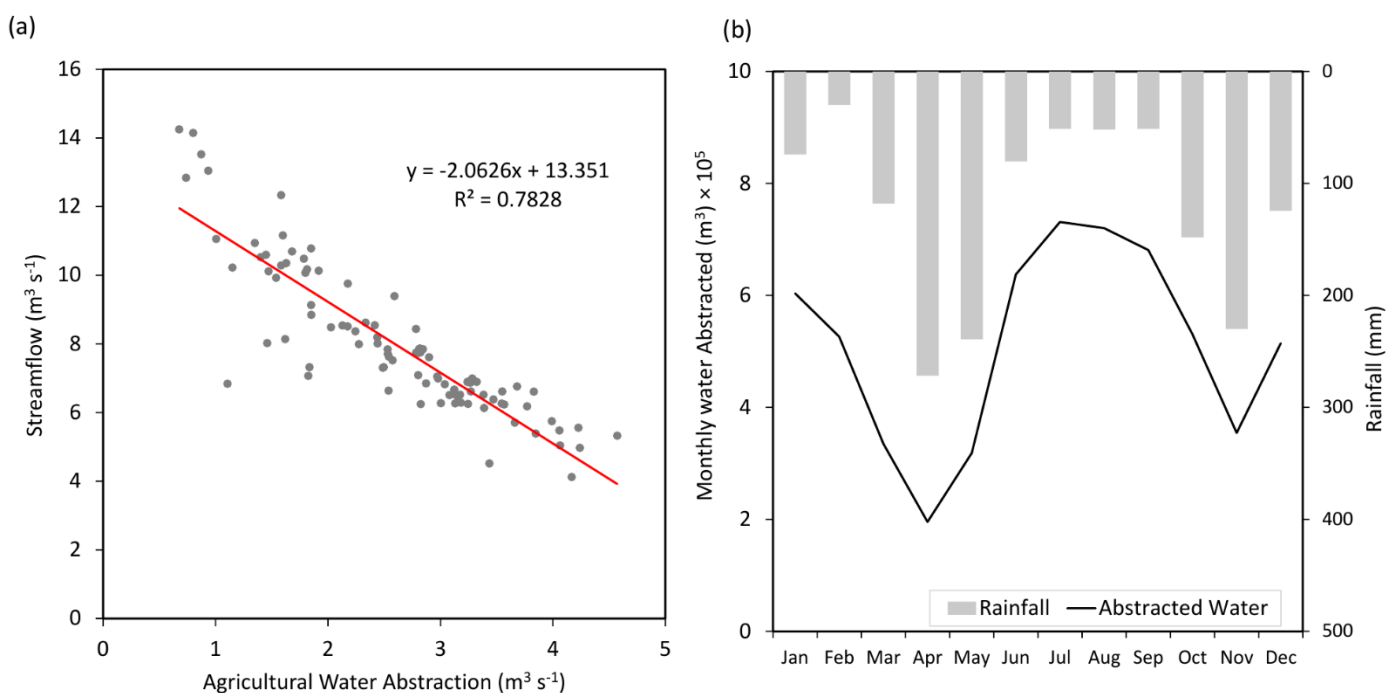 (a)
16
14
12
10
8
6
4
2
0
Streamflow (m³ s⁻¹)
y = -2.0626x + 13.351
R² = 0.7828
0 1 2 3 4 5
Agricultural Water Abstraction (m³ s⁻¹)
(b)
10
8
6
4
2
0
Monthly water Abstracted (m³) × 10⁵
0
100
200
300
400
500
Rainfall (mm)
Rainfall Abstracted Water
Jan Feb Mar Apr May Jun Jul Aug Sep Oct Nov Dec